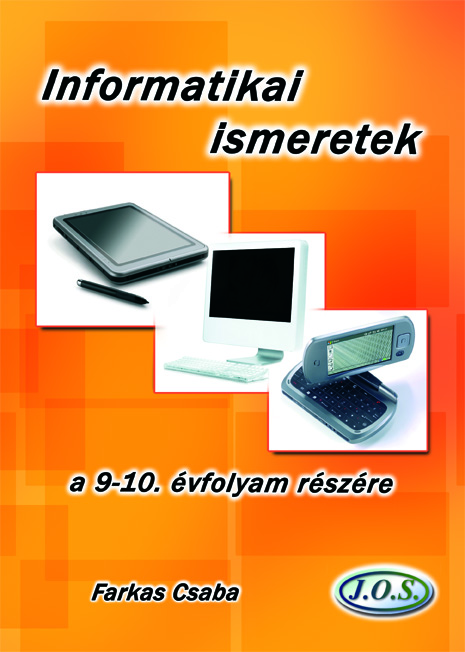 Informatikai
ismeretek
a 9-10. évfolyam részére
Farkas Csaba
J.O.S.